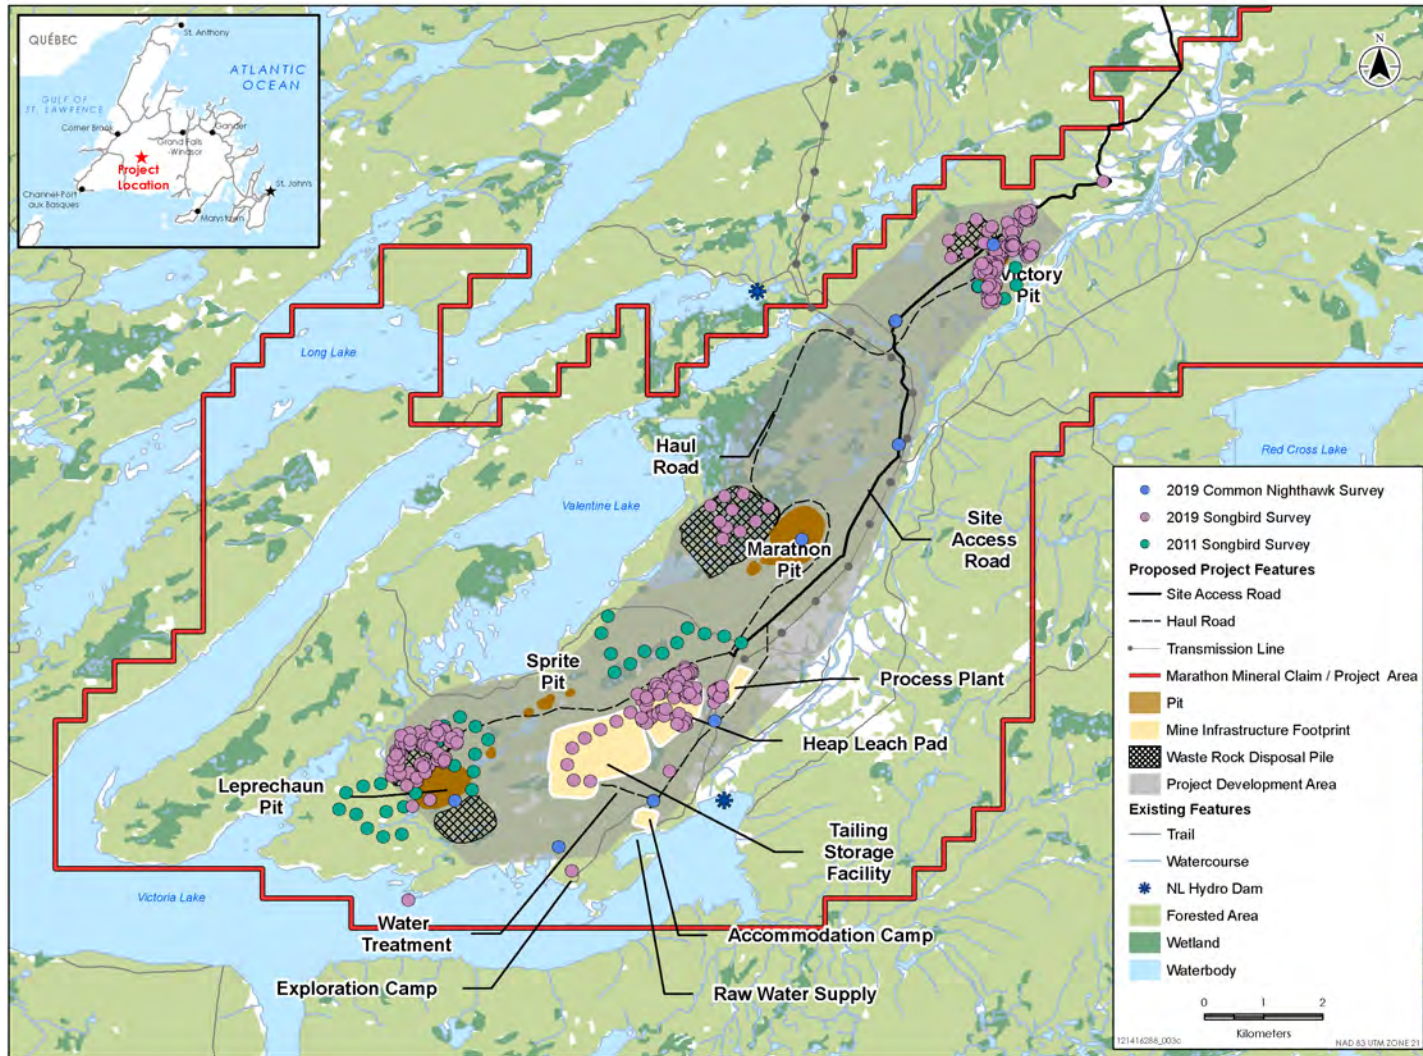 QUÉBEC
St. Anthony
ATLANTIC
OCEAN
GULF OF
ST. LAWRENCE
Corner Brook
Gander
Grand Falls
-Windsor
Project
Location
Channel-Port
aux Basques
St. John's
Marystown
N
Victory
Pit
Long Lake
Haul
Road
Red Cross Lake
Valentine Lake
Site
Access
Road
Marathon
Pit
Sprite
Pit
Process Plant
Heap Leach Pad
Leprechaun
Pit
Tailing
Storage
Facility
Victoria Lake
Water
Treatment
Accommodation Camp
Exploration Camp
Raw Water Supply
2019 Common Nighthawk Survey
2019 Songbird Survey
2011 Songbird Survey
Proposed Project Features
Site Access Road
Haul Road
Transmission Line
Marathon Mineral Claim / Project Area
Pit
Mine Infrastructure Footprint
Waste Rock Disposal Pile
Project Development Area
Existing Features
Trail
Watercourse
NL Hydro Dam
Forested Area
Wetland
Waterbody
0 1 2
Kilometers
121416288_003c
NAD 83 UTM ZONE 21